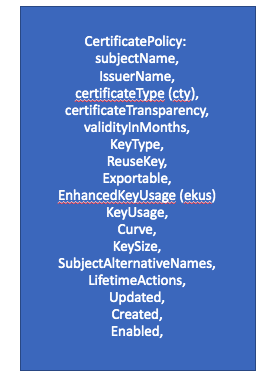 CertificatePolicy:
subjectName,
IssuerName,
certificateType (cty),
certificateTransparency,
validityInMonths,
KeyType,
ReuseKey,
Exportable,
EnhancedKeyUsage (ekus)
KeyUsage,
Curve,
KeySize,
SubjectAlternativeNames,
LifetimeActions,
Updated,
Created,
Enabled,